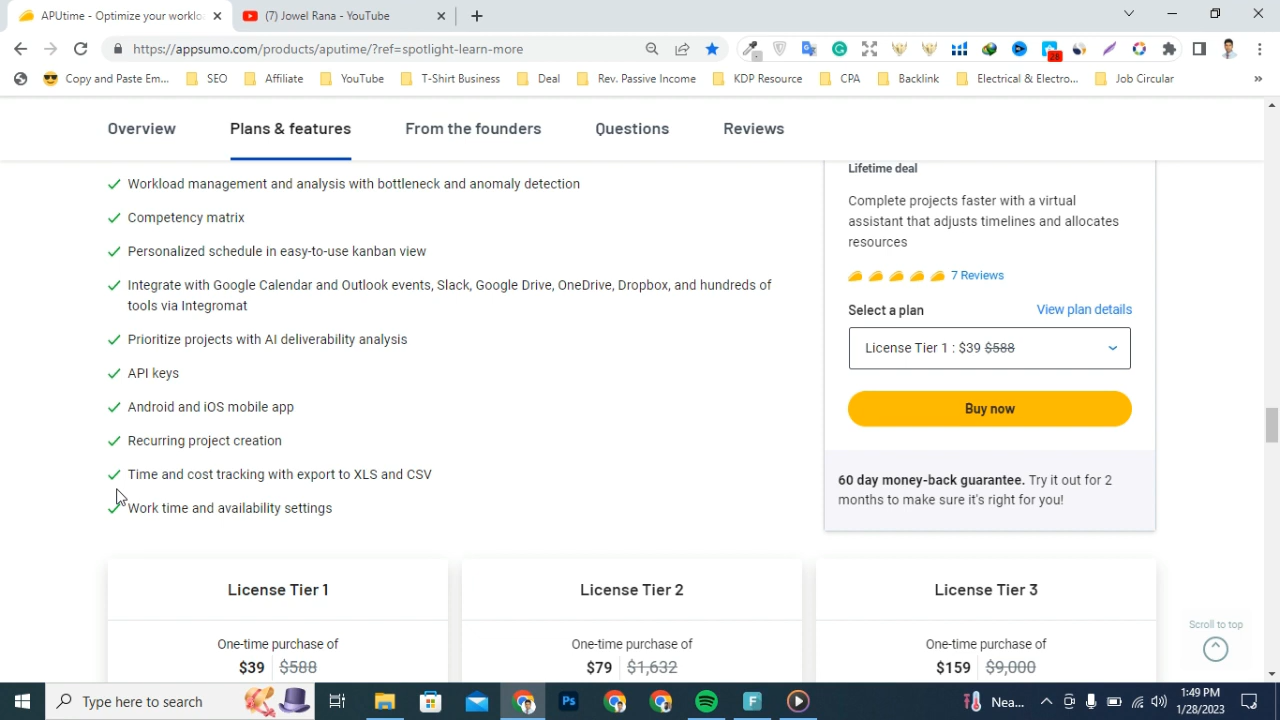 APUtime - Optimize your worklo
(7) Jowel Rana - YouTube
https://appsumo.com/products/aputime/?ref=spotlight-learn-more
28
Copy and Paste Em...
SEO
Affiliate
YouTube
T-Shirt Business
Deal
Rev. Passive Income
KDP Resource
CPA
Backlink
Electrical & Electro...
Job Circular
Overview
Plans & features
From the founders
Questions
Reviews
Workload management and analysis with bottleneck and anomaly detection
Competency matrix
Personalized schedule in easy-to-use kanban view
Integrate with Google Calendar and Outlook events, Slack, Google Drive, OneDrive, Dropbox, and hundreds of
tools via Integromat
Prioritize projects with AI deliverability analysis
API keys
Android and iOS mobile app
Recurring project creation
Time and cost tracking with export to XLS and CSV
Work time and availability settings
Lifetime deal
Complete projects faster with a virtual
assistant that adjusts timelines and allocates
resources
7 Reviews
Select a plan
View plan details
License Tier 1 : $39 $588
Buy now
60 day money-back guarantee. Try it out for 2
months to make sure it's right for you!
License Tier 1
One-time purchase of
$39 $588
License Tier 2
One-time purchase of
$79 $1,632
License Tier 3
One-time purchase of
$159 $9,000
Scroll to top
Type here to search
Ps
F
Nea...
1:49 PM
1/28/2023